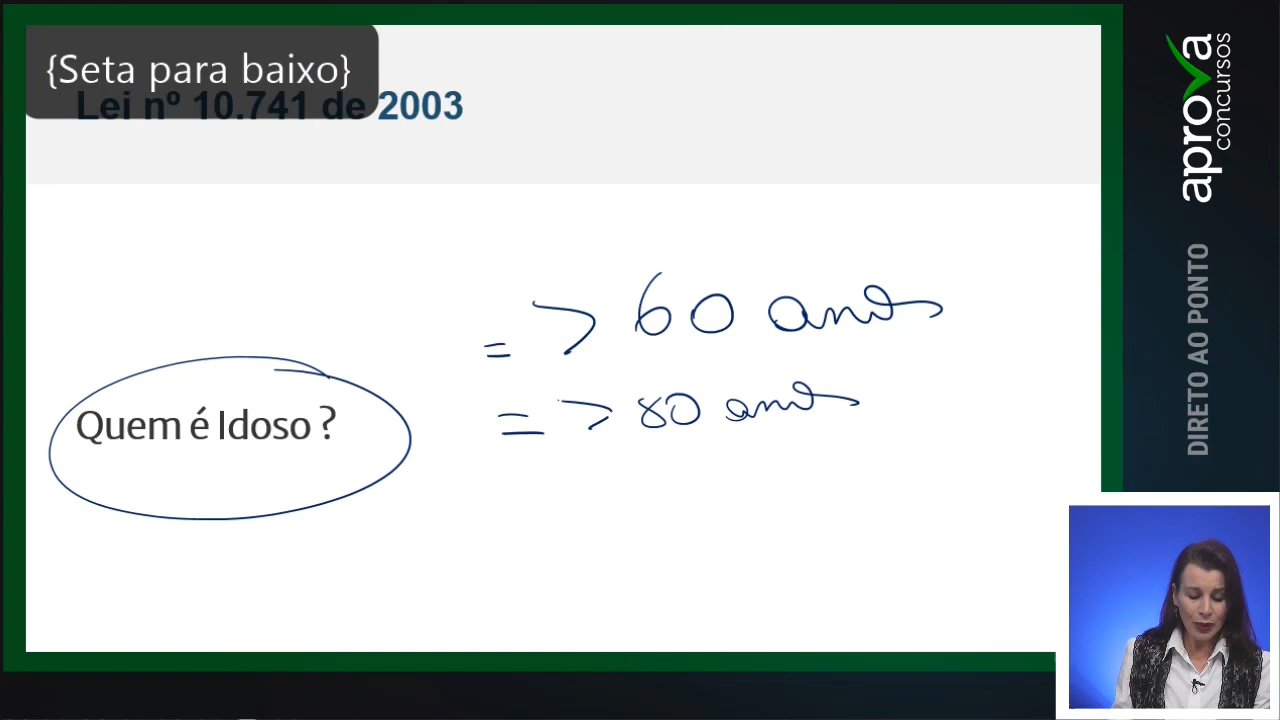 {Seta para baixo}
Lei nº 10.741 de 2003
= > 60 anos
= > 80 anos
Quem é Idoso ?
aprova
concursos
DIRETO AO PONTO